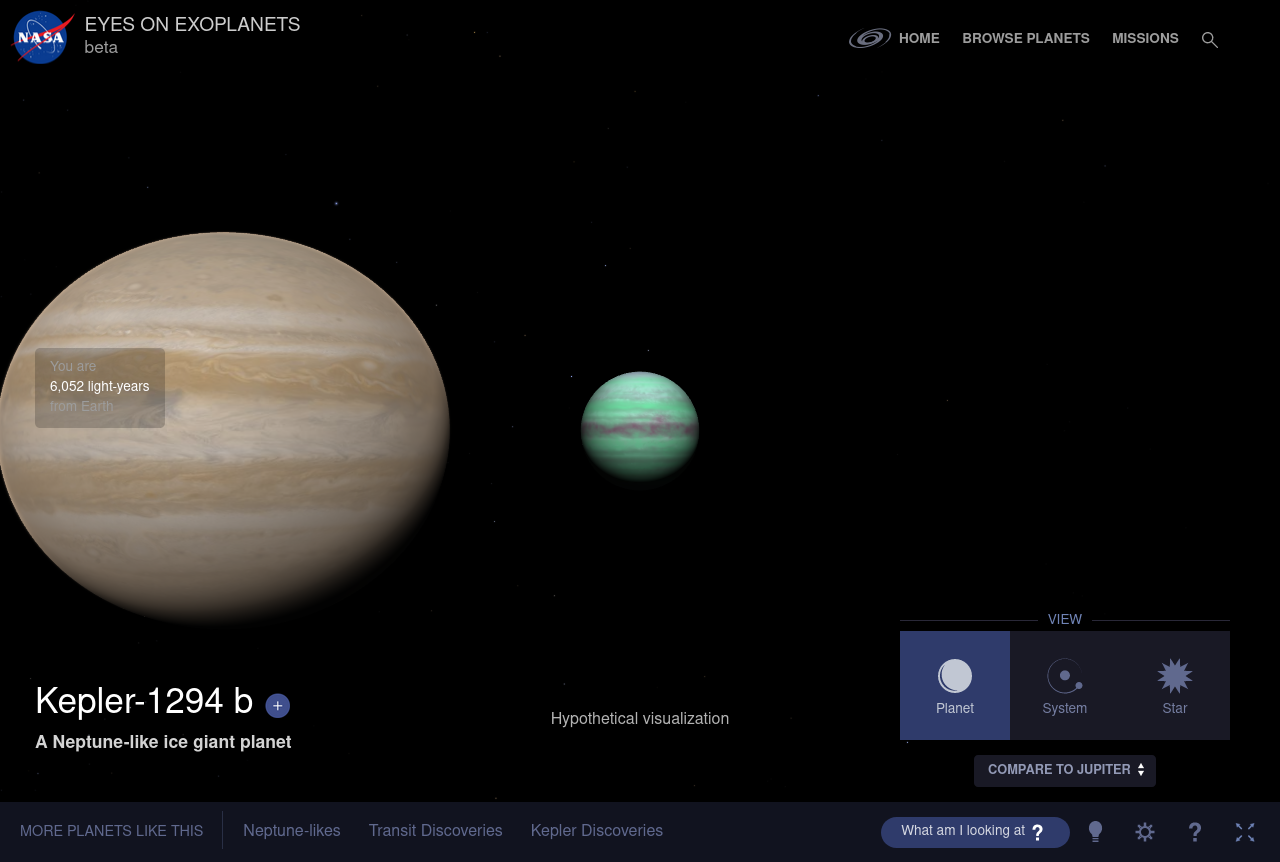 NASA
EYES ON EXOPLANETS
beta
HOME
BROWSE PLANETS
MISSIONS
You are
6,052 light-years
from Earth
Kepler-1294 b +
A Neptune-like ice giant planet
Hypothetical visualization
VIEW
Planet
System
Star
COMPARE TO JUPITER
MORE PLANETS LIKE THIS
Neptune-likes
Transit Discoveries
Kepler Discoveries
What am I looking at ?
?